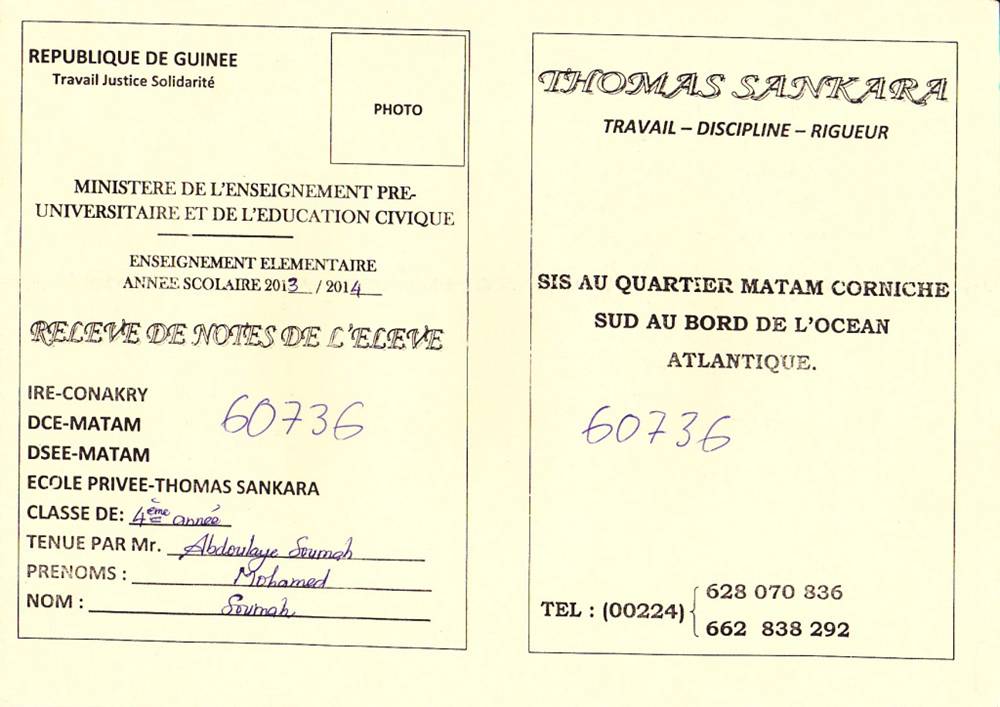 REPUBLIQUE DE GUINEE
Travail Justice Solidarité
PHOTO
MINISTERE DE L'ENSEIGNEMENT PRE-
UNIVERSITAIRE ET DE L'EDUCATION CIVIQUE
ENSEIGNEMENT ELEMENTAIRE
ANNEE SCOLAIRE 2013 / 2014
RELEVE DE NOTES DE L'ELEVE
IRE-CONAKRY
60736
DCE-MATAM
DSEE-MATAM
ECOLE PRIVEE-THOMAS SANKARA
CLASSE DE: 4ème année
TENUE PAR Mr. Abdoulaye Soumah
PRENOMS : Mohamed
NOM : Soumah
THOMAS SANKARA
TRAVAIL – DISCIPLINE – RIGUEUR
SIS AU QUARTIER MATAM CORNICHE
SUD AU BORD DE L'OCEAN
ATLANTIQUE.
60736
TEL : (00224)
628 070 836
662 838 292